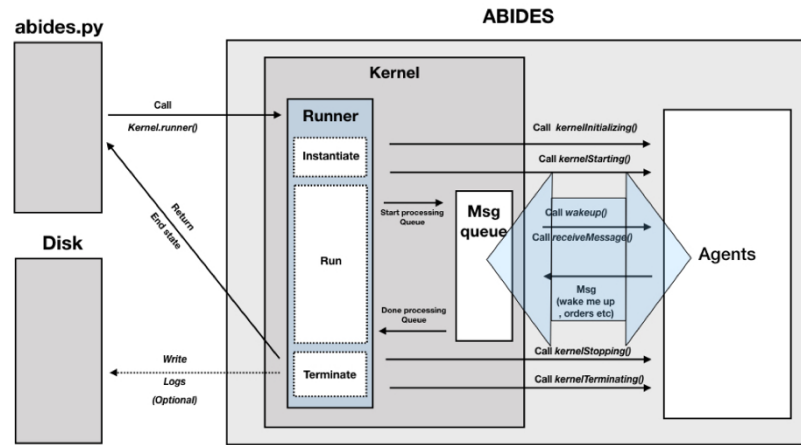 ABIDES
abides.py
Kernel
Call
Kernel.runner()
Runner
Instantiate
Call kernelInitializing()
Call kernelStarting()
Return
End state
Start processing
Queue
Msg
queue
Call wakeup()
Call receiveMessage()
Agents
Disk
Run
Msg
(wake me up
, orders etc)
Done processing
Queue
Write
Logs
(Optional)
Terminate
Call kernelStopping()
Call kernelTerminating()